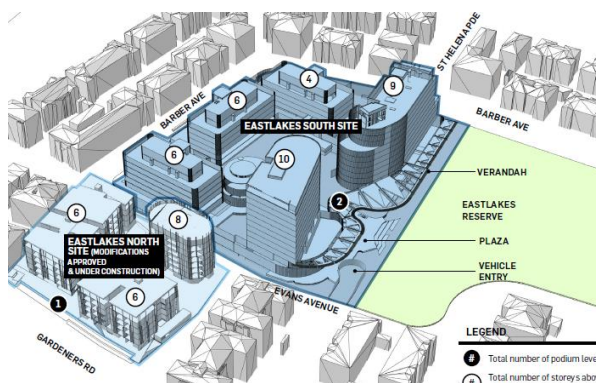 ST HELENA PDE
4
9
BARBER AVE
6
BARBER AVE
EASTLAKES SOUTH SITE
6
10
VERANDAH
2
EASTLAKES
RESERVE
6
8
PLAZA
EASTLAKES NORTH
SITE (MODIFICATIONS
APPROVED
& UNDER CONSTRUCTION)
VEHICLE
ENTRY
6
EVANS AVENUE
1
GARDENERS RD
LEGEND
# Total number of podium leve
# Total number of storeys abov